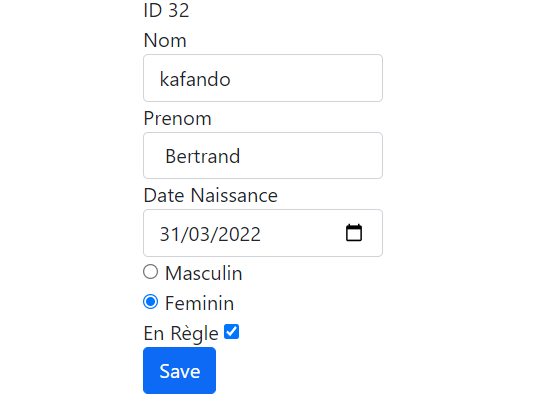 ID 32
Nom
kafando
Prenom
Bertrand
Date Naissance
31/03/2022
Masculin
Feminin
En Règle
Save